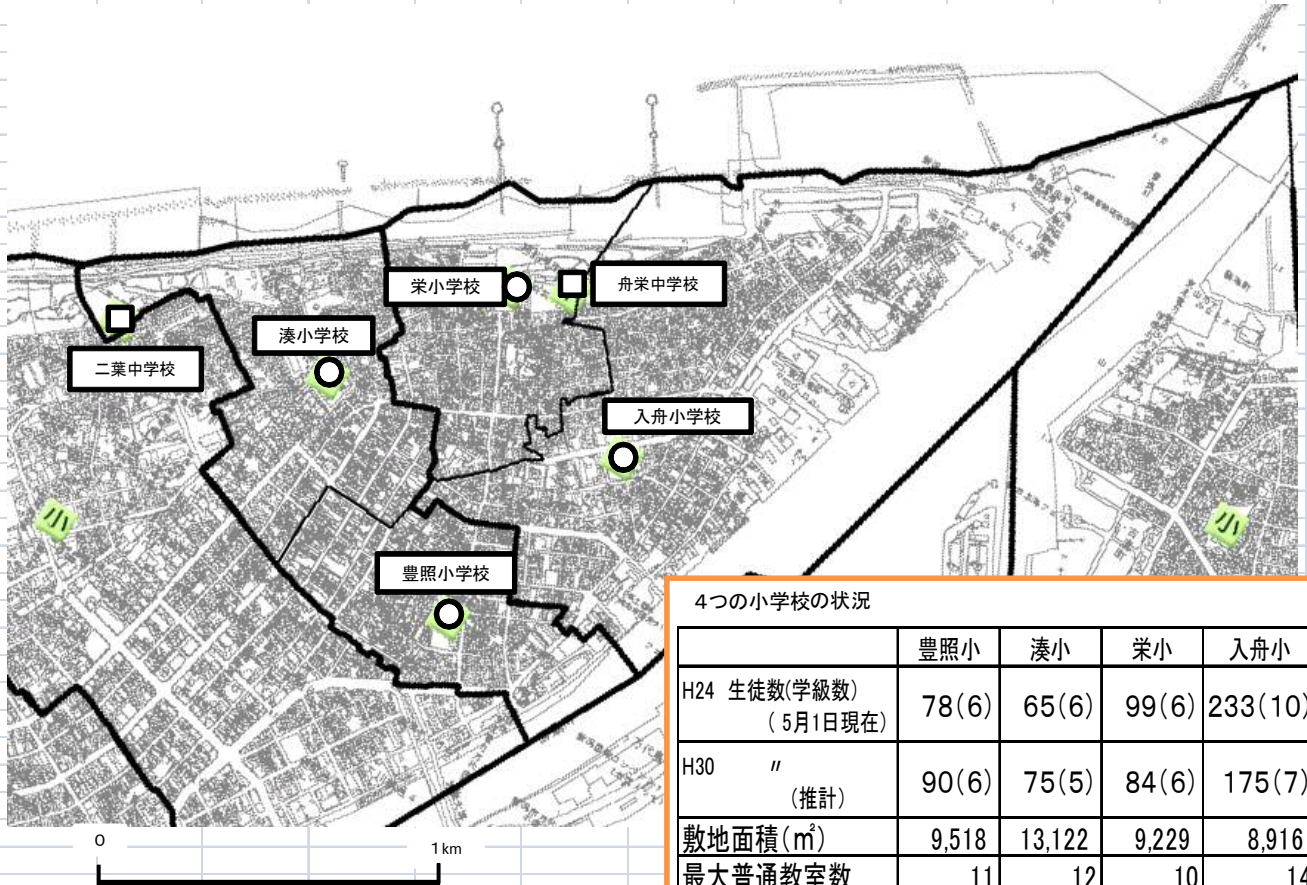 栄小学校
舟栄中学校
湊小学校
二葉中学校
入舟小学校
小
小
豊照小学校
4つの小学校の状況
豊照小 湊小 栄小 入舟小
H24 生徒数(学級数)
(5月1日現在)
78(6) 65(6) 99(6) 233(10)
H30 〃
(推計)
90(6) 75(5) 84(6) 175(7)
敷地面積(㎡) 9,518 13,122 9,229 8,916
最大普通教室数 11 12 10 14
0 1km